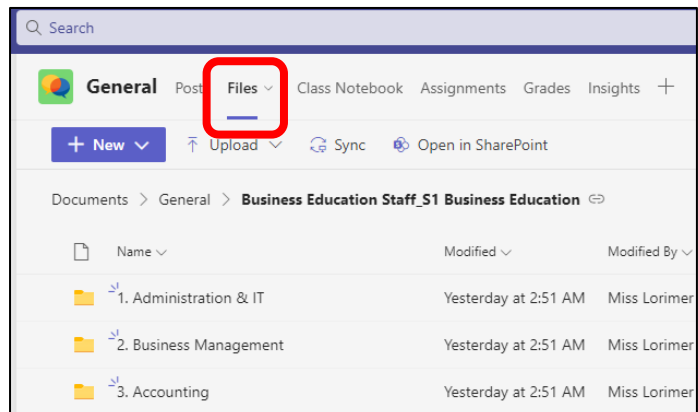 Search
General Post Files Class Notebook Assignments Grades Insights
New Upload Sync Open in SharePoint
Documents > General > Business Education Staff_S1 Business Education
Name Modified Modified By
1. Administration & IT Yesterday at 2:51 AM Miss Lorimer
2. Business Management Yesterday at 2:51 AM Miss Lorimer
3. Accounting Yesterday at 2:51 AM Miss Lorimer